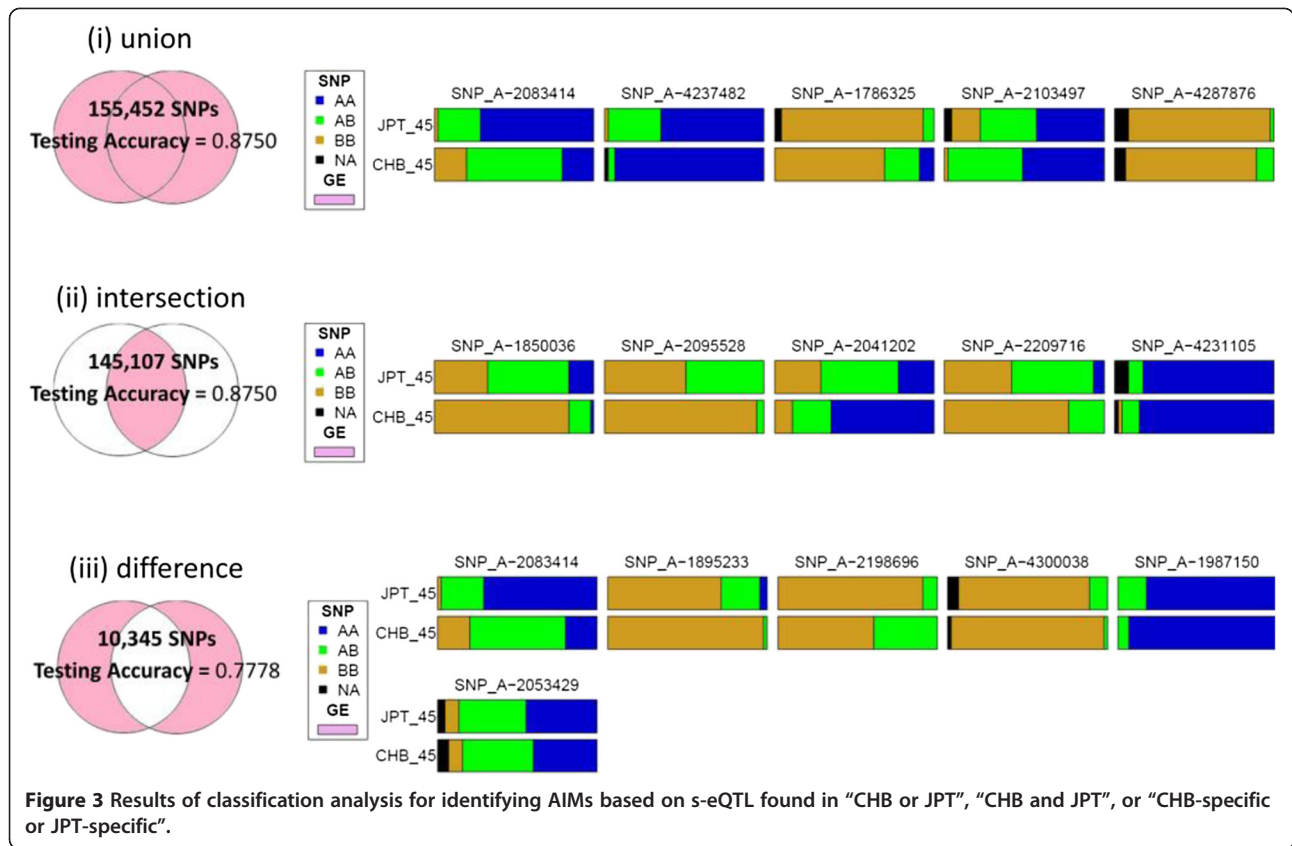 (i) union
155,452 SNPs
Testing Accuracy = 0.8750
SNP
AA
AB
BB
NA
GE
SNP_A−2083414 SNP_A−4237482 SNP_A−1786325 SNP_A−2103497 SNP_A−4287876
JPT_45
CHB_45
(ii) intersection
145,107 SNPs
Testing Accuracy = 0.8750
SNP
AA
AB
BB
NA
GE
SNP_A−1850036 SNP_A−2095528 SNP_A−2041202 SNP_A−2209716 SNP_A−4231105
JPT_45
CHB_45
(iii) difference
10,345 SNPs
Testing Accuracy = 0.7778
SNP
AA
AB
BB
NA
GE
SNP_A−2083414 SNP_A−1895233 SNP_A−2198696 SNP_A−4300038 SNP_A−1987150
JPT_45
CHB_45
SNP_A−2053429
JPT_45
CHB_45
Figure 3 Results of classification analysis for identifying AIMs based on s-eQTL found in “CHB or JPT”, “CHB and JPT”, or “CHB-specific
or JPT-specific”.